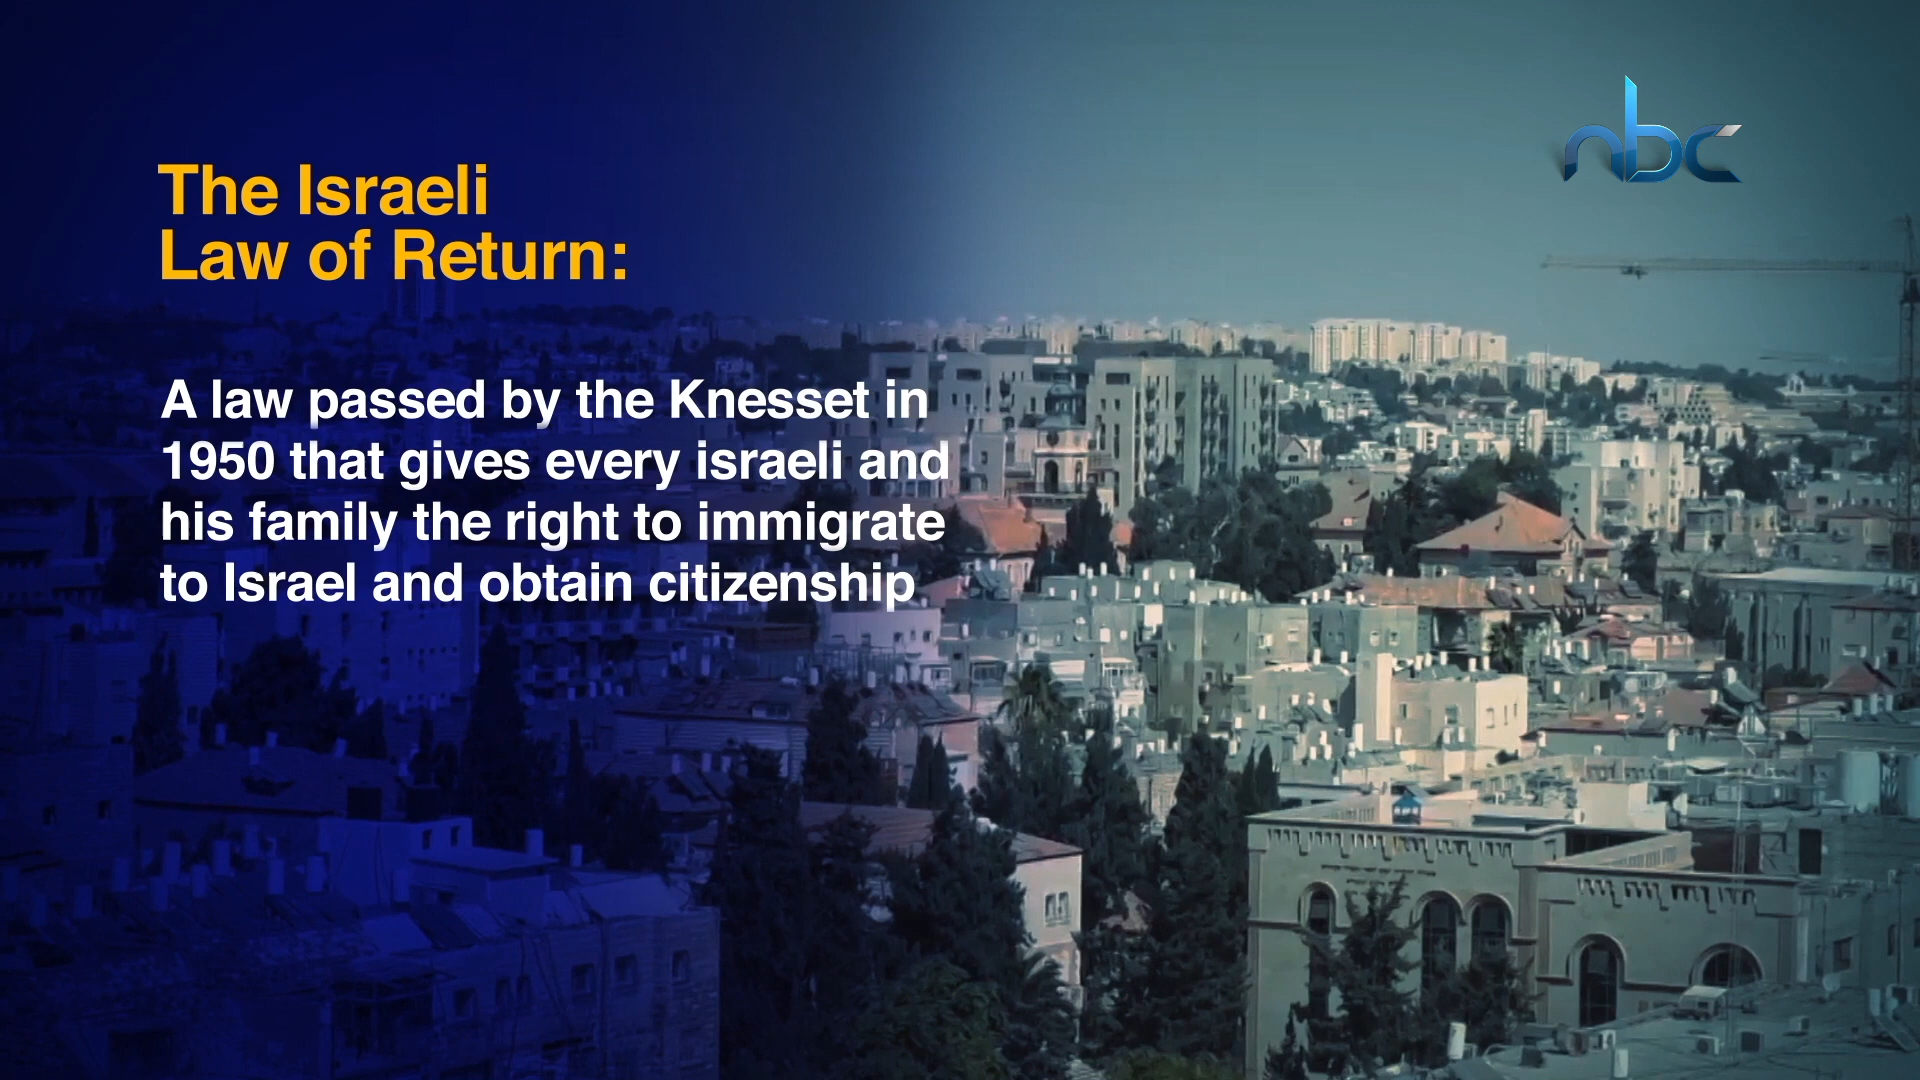 nbc
The Israeli
Law of Return:
A law passed by the Knesset in
1950 that gives every israeli and
his family the right to immigrate
to Israel and obtain citizenship